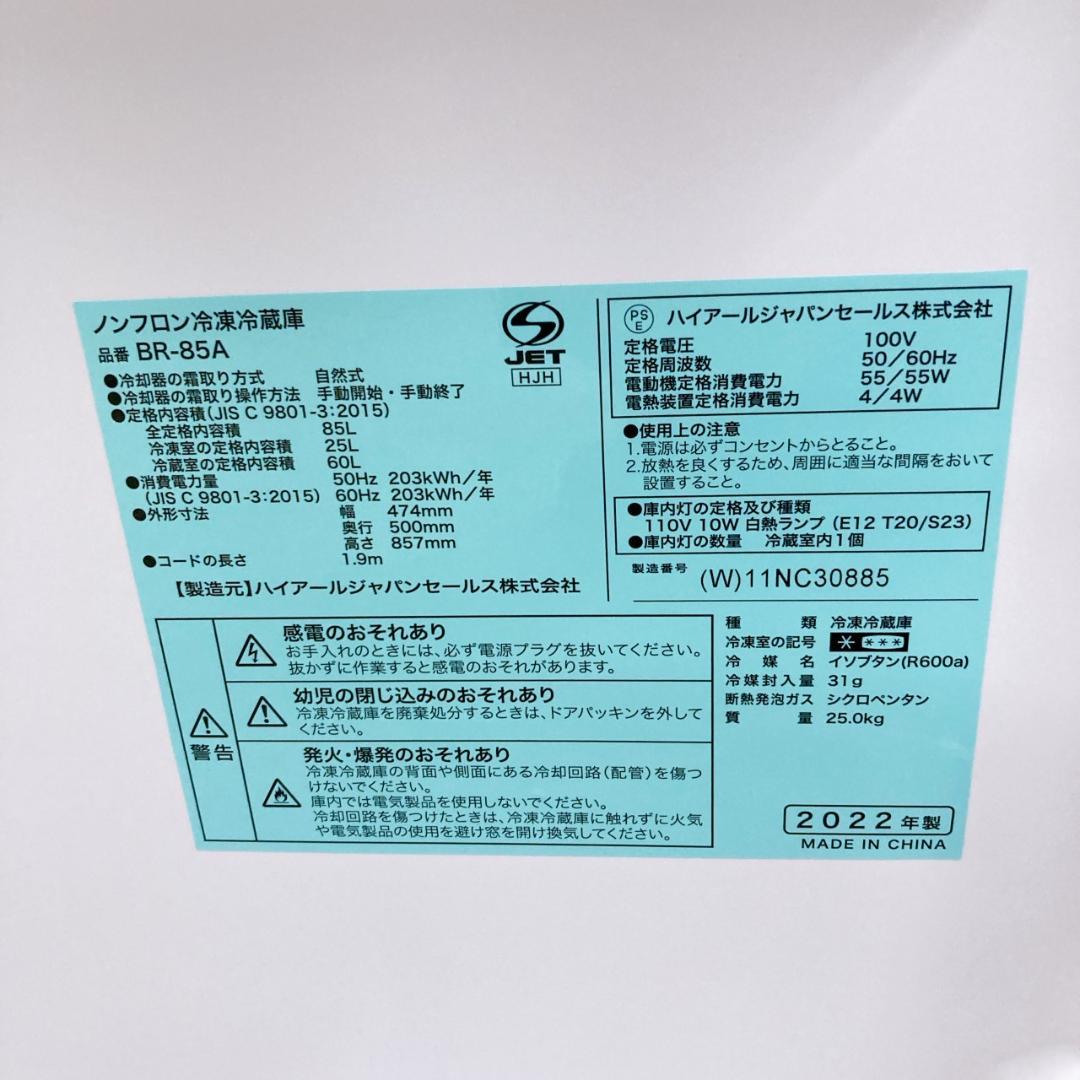 ノンフロン冷凍冷蔵庫
品番 BR-85A
●冷却器の霜取り方式 自然式
●冷却器の霜取り操作方法 手動開始・手動終了
●定格内容積(JIS C 9801-3:2015)
全定格内容積 85L
冷凍室の定格内容積 25L
冷蔵室の定格内容積 60L
●消費電力量 50Hz 203kWh/年
(JIS C 9801-3:2015) 60Hz 203kWh/年
●外形寸法 幅 474mm
奥行 500mm
高さ 857mm
●コードの長さ 1.9m
【製造元】ハイアールジャパンセールス株式会社
JET
HJH
PS E ハイアールジャパンセールス株式会社
定格電圧 100V
定格周波数 50/60Hz
電動機定格消費電力 55/55W
電熱装置定格消費電力 4/4W
●使用上の注意
1.電源は必ずコンセントからとること。
2.放熱を良くするため、周囲に適当な間隔をおいて
設置すること。
●庫内灯の定格及び種類
110V 10W 白熱ランプ (E12 T20/S23)
●庫内灯の数量 冷蔵室内1個
製造番号 (W)11NC30885
警告
感電のおそれあり
お手入れのときには、必ず電源プラグを抜いてください。
抜かずに作業すると感電のおそれがあります。
幼児の閉じ込みのおそれあり
冷凍冷蔵庫を廃棄処分するときは、ドアパッキンを外して
ください。
発火・爆発のおそれあり
冷凍冷蔵庫の背面や側面にある冷却回路(配管)を傷つ
けないでください。
庫内では電気製品を使用しないでください。
冷却回路を傷つけたときは、冷凍冷蔵庫に触れずに火気
や電気製品の使用を避け窓を開け換気してください。
種類 冷凍冷蔵庫
冷凍室の記号 * ***
冷媒名 イソブタン(R600a)
冷媒封入量 31g
断熱発泡ガス シクロペンタン
質量 25.0kg
2022年製
MADE IN CHINA